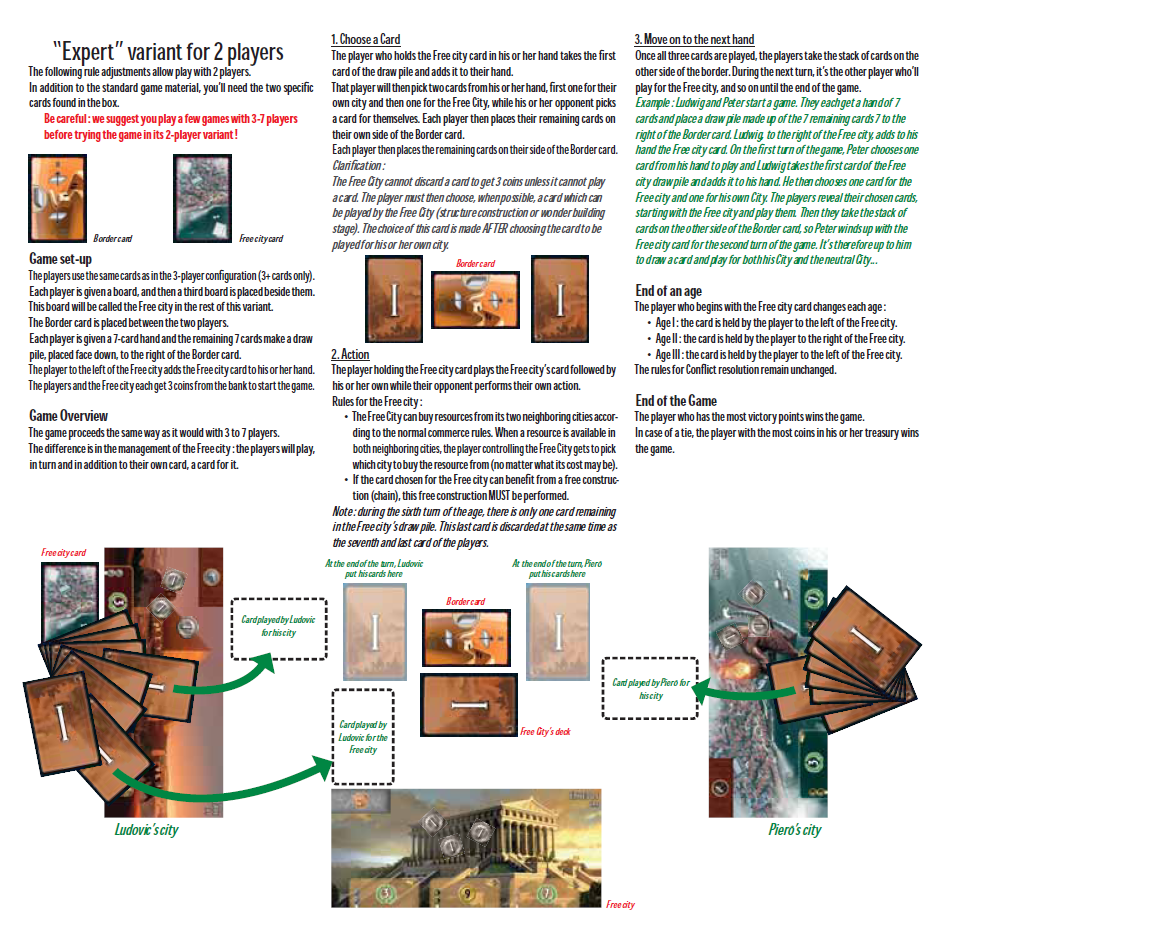 “Expert” variant for 2 players
The following rule adjustments allow play with 2 players.
In addition to the standard game material, you’ll need the two specific
cards found in the box.
Be careful : we suggest you play a few games with 3-7 players
before trying the game in its 2-player variant !
Border card
Free city card
Game set-up
The players use the same cards as in the 3-player configuration (3+ cards only).
Each player is given a board, and then a third board is placed beside them.
This board will be called the Free city in the rest of this variant.
The Border card is placed between the two players.
Each player is given a 7-card hand and the remaining 7 cards make a draw
pile, placed face down, to the right of the Border card.
The player to the left of the Free city adds the Free city card to his or her hand.
The players and the Free city each get 3 coins from the bank to start the game.
Game Overview
The game proceeds the same way as it would with 3 to 7 players.
The difference is in the management of the Free city : the players will play,
in turn and in addition to their own card, a card for it.
1. Choose a Card
The player who holds the Free city card in his or her hand takes the first
card of the draw pile and adds it to their hand.
That player will then pick two cards from his or her hand, first one for their
own city and then one for the Free City, while his or her opponent picks
a card for themselves. Each player then places their remaining cards on
their own side of the Border card.
Each player then places the remaining cards on their side of the Border card.
Clarification :
The Free City cannot discard a card to get 3 coins unless it cannot play
a card. The player must then choose, when possible, a card which can
be played by the Free City (structure construction or wonder building
stage). The choice of this card is made AFTER choosing the card to be
played for his or her own city.
Border card
I
I
2. Action
The player holding the Free city card plays the Free city’s card followed by
his or her own while their opponent performs their own action.
Rules for the Free city :
• The Free City can buy resources from its two neighboring cities accor-
ding to the normal commerce rules. When a resource is available in
both neighboring cities, the player controlling the Free City gets to pick
which city to buy the resource from (no matter what its cost may be).
• If the card chosen for the Free city can benefit from a free construc-
tion (chain), this free construction MUST be performed.
Note : during the sixth turn of the age, there is only one card remaining
in the Free city’s draw pile. This last card is discarded at the same time as
the seventh and last card of the players.
3. Move on to the next hand
Once all three cards are played, the players take the stack of cards on the
other side of the border. During the next turn, it’s the other player who’ll
play for the Free city, and so on until the end of the game.
Example : Ludwig and Peter start a game. They each get a hand of 7
cards and place a draw pile made up of the 7 remaining cards 7 to the
right of the Border card. Ludwig, to the right of the Free city, adds to his
hand the Free city card. On the first turn of the game, Peter chooses one
card from his hand to play and Ludwig takes the first card of the Free
city draw pile and adds it to his hand. He then chooses one card for the
Free city and one for his own City. The players reveal their chosen cards,
starting with the Free city and play them. Then they take the stack of
cards on the other side of the Border card, so Peter winds up with the
Free city card for the second turn of the game. It’s therefore up to him
to draw a card and play for both his City and the neutral City...
End of an age
The player who begins with the Free city card changes each age :
• Age I : the card is held by the player to the left of the Free city.
• Age II : the card is held by the player to the right of the Free city.
• Age III : the card is held by the player to the left of the Free city.
The rules for Conflict resolution remain unchanged.
End of the Game
The player who has the most victory points wins the game.
In case of a tie, the player with the most coins in his or her treasury wins
the game.
Free city card
Card played by Ludovic
for his city
At the end of the turn, Ludovic
put his cards here
At the end of the turn, Pierò
put his cards here
Border card
I
I
Card played by
Ludovic for the
Free city
Free City’s deck
Card played by Pierò for
his city
Ludovic’s city
Pierò’s city
3
9
7
Free city